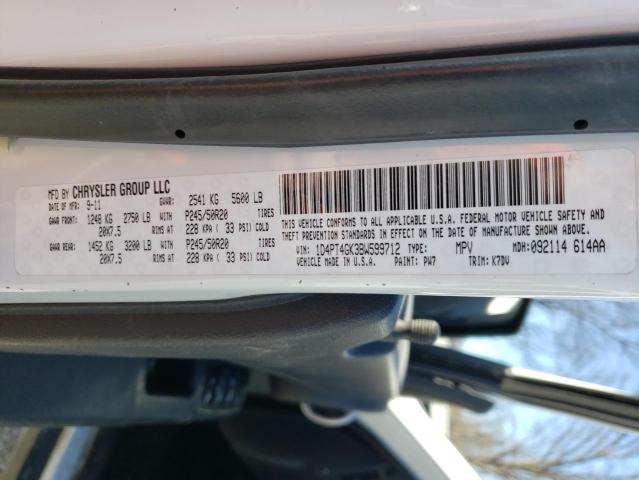 MFD BY CHRYSLER GROUP LLC
DATE OF MFR: 9-11 GVWR: 2541 KG 5600 LB
GAWR FRONT: 1248 KG 2750 LB WITH P245/50R20 TIRES
20X7.5 RIMS AT 228 KPA ( 33 PSI) COLD
GAWR REAR: 1452 KG 3200 LB WITH P245/50R20 TIRES
20X7.5 RIMS AT 228 KPA ( 33 PSI) COLD
THIS VEHICLE CONFORMS TO ALL APPLICABLE U.S.A. FEDERAL MOTOR VEHICLE SAFETY AND
THEFT PREVENTION STANDARDS IN EFFECT ON THE DATE OF MANUFACTURE SHOWN ABOVE.
VIN: 1D4PT4GK3BW599712 TYPE: MPV MDH: 092114 614AA
VEHICLE MADE IN U.S.A. PAINT: PW7 TRIM: K7DV